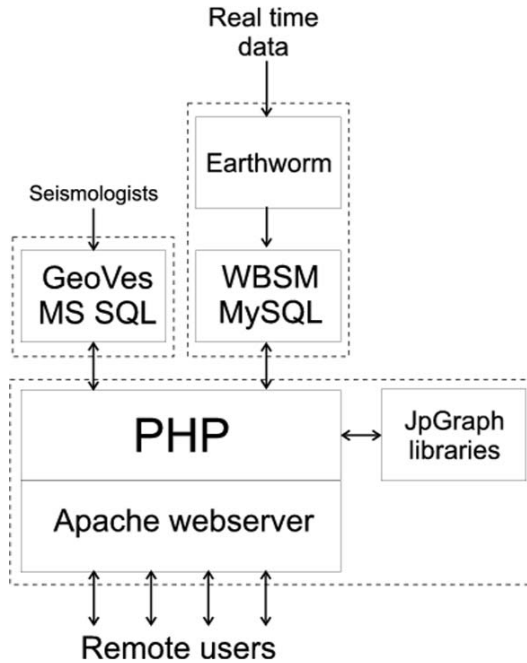 Real time
data
Earthworm
Seismologists
GeoVes
MS SQL
WBSM
MySQL
PHP
JpGraph
libraries
Apache webserver
Remote users